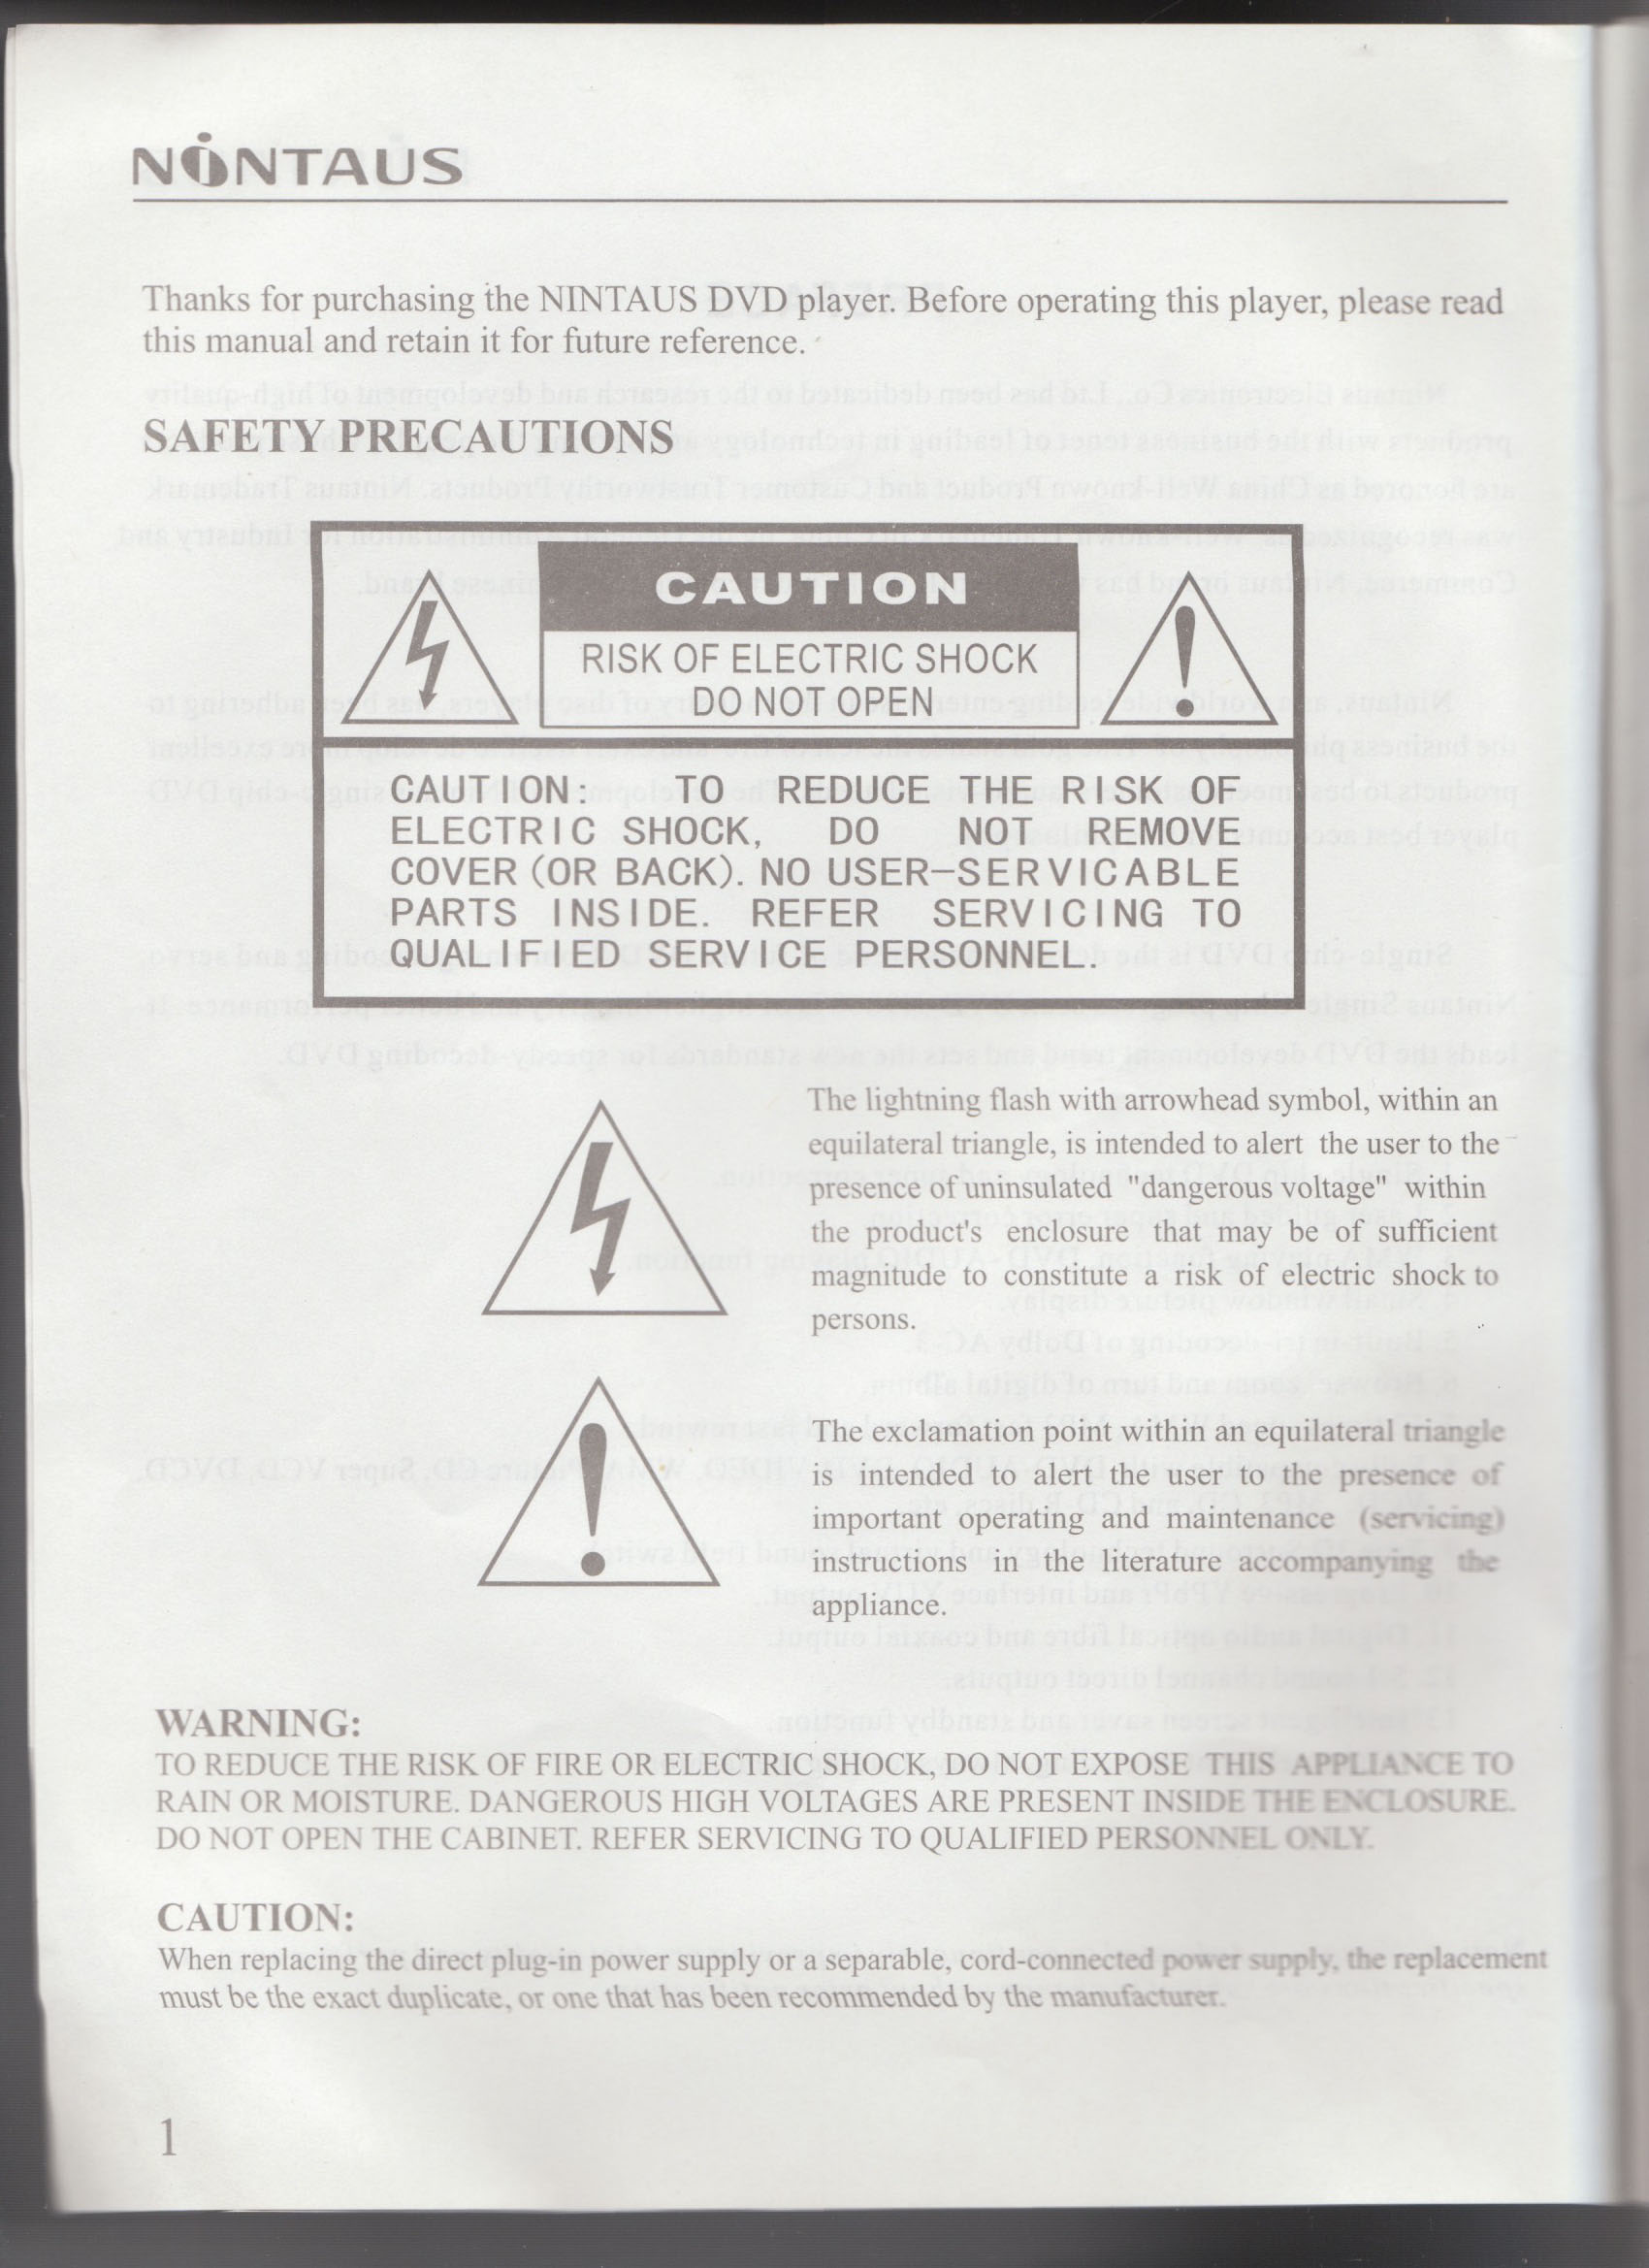 NINTAUS
Thanks for purchasing the NINTAUS DVD player. Before operating this player, please read
this manual and retain it for future reference.
SAFETY PRECAUTIONS
CAUTION
RISK OF ELECTRIC SHOCK
DO NOT OPEN
CAUTION: TO REDUCE THE RISK OF
ELECTRIC SHOCK, DO NOT REMOVE
COVER (OR BACK). NO USER-SERVICABLE
PARTS INSIDE. REFER SERVICING TO
QUALIFIED SERVICE PERSONNEL.
The lightning flash with arrowhead symbol, within an
equilateral triangle, is intended to alert the user to the
presence of uninsulated "dangerous voltage" within
the product's enclosure that may be of sufficient
magnitude to constitute a risk of electric shock to
persons.
The exclamation point within an equilateral triangle
is intended to alert the user to the presence of
important operating and maintenance (servicing)
instructions in the literature accompanying the
appliance.
WARNING:
TO REDUCE THE RISK OF FIRE OR ELECTRIC SHOCK, DO NOT EXPOSE THIS APPLIANCE TO
RAIN OR MOISTURE. DANGEROUS HIGH VOLTAGES ARE PRESENT INSIDE THE ENCLOSURE.
DO NOT OPEN THE CABINET. REFER SERVICING TO QUALIFIED PERSONNEL ONLY.
CAUTION:
When replacing the direct plug-in power supply or a separable, cord-connected power supply, the replacement
must be the exact duplicate, or one that has been recommended by the manufacturer.
1